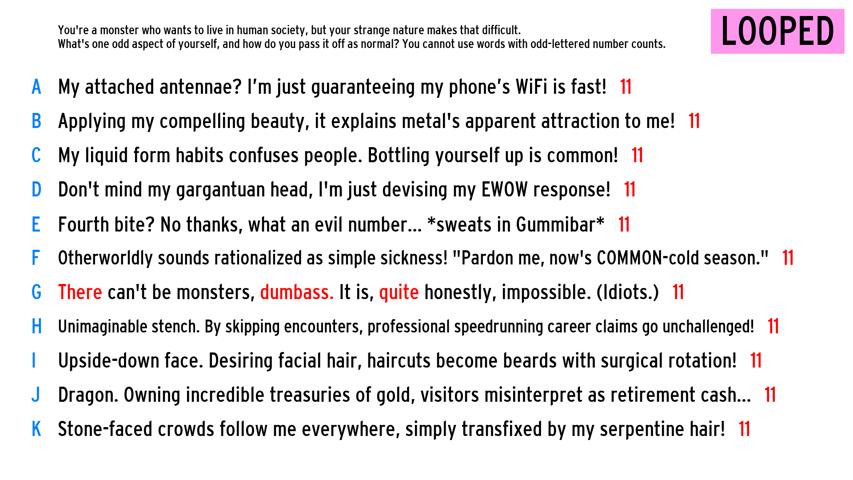 You're a monster who wants to live in human society, but your strange nature makes that difficult.
What's one odd aspect of yourself, and how do you pass it off as normal? You cannot use words with odd-lettered number counts.
LOOPED
A My attached antennae? I'm just guaranteeing my phone's WiFi is fast! 11
B Applying my compelling beauty, it explains metal's apparent attraction to me! 11
C My liquid form habits confuses people. Bottling yourself up is common! 11
D Don't mind my gargantuan head, I'm just devising my EWOW response! 11
E Fourth bite? No thanks, what an evil number... *sweats in Gummibar* 11
F Otherworldly sounds rationalized as simple sickness! "Pardon me, now's COMMON-cold season." 11
G There can't be monsters, dumbass. It is, quite honestly, impossible. (Idiots.) 11
H Unimaginable stench. By skipping encounters, professional speedrunning career claims go unchallenged! 11
I Upside-down face. Desiring facial hair, haircuts become beards with surgical rotation! 11
J Dragon. Owning incredible treasuries of gold, visitors misinterpret as retirement cash... 11
K Stone-faced crowds follow me everywhere, simply transfixed by my serpentine hair! 11